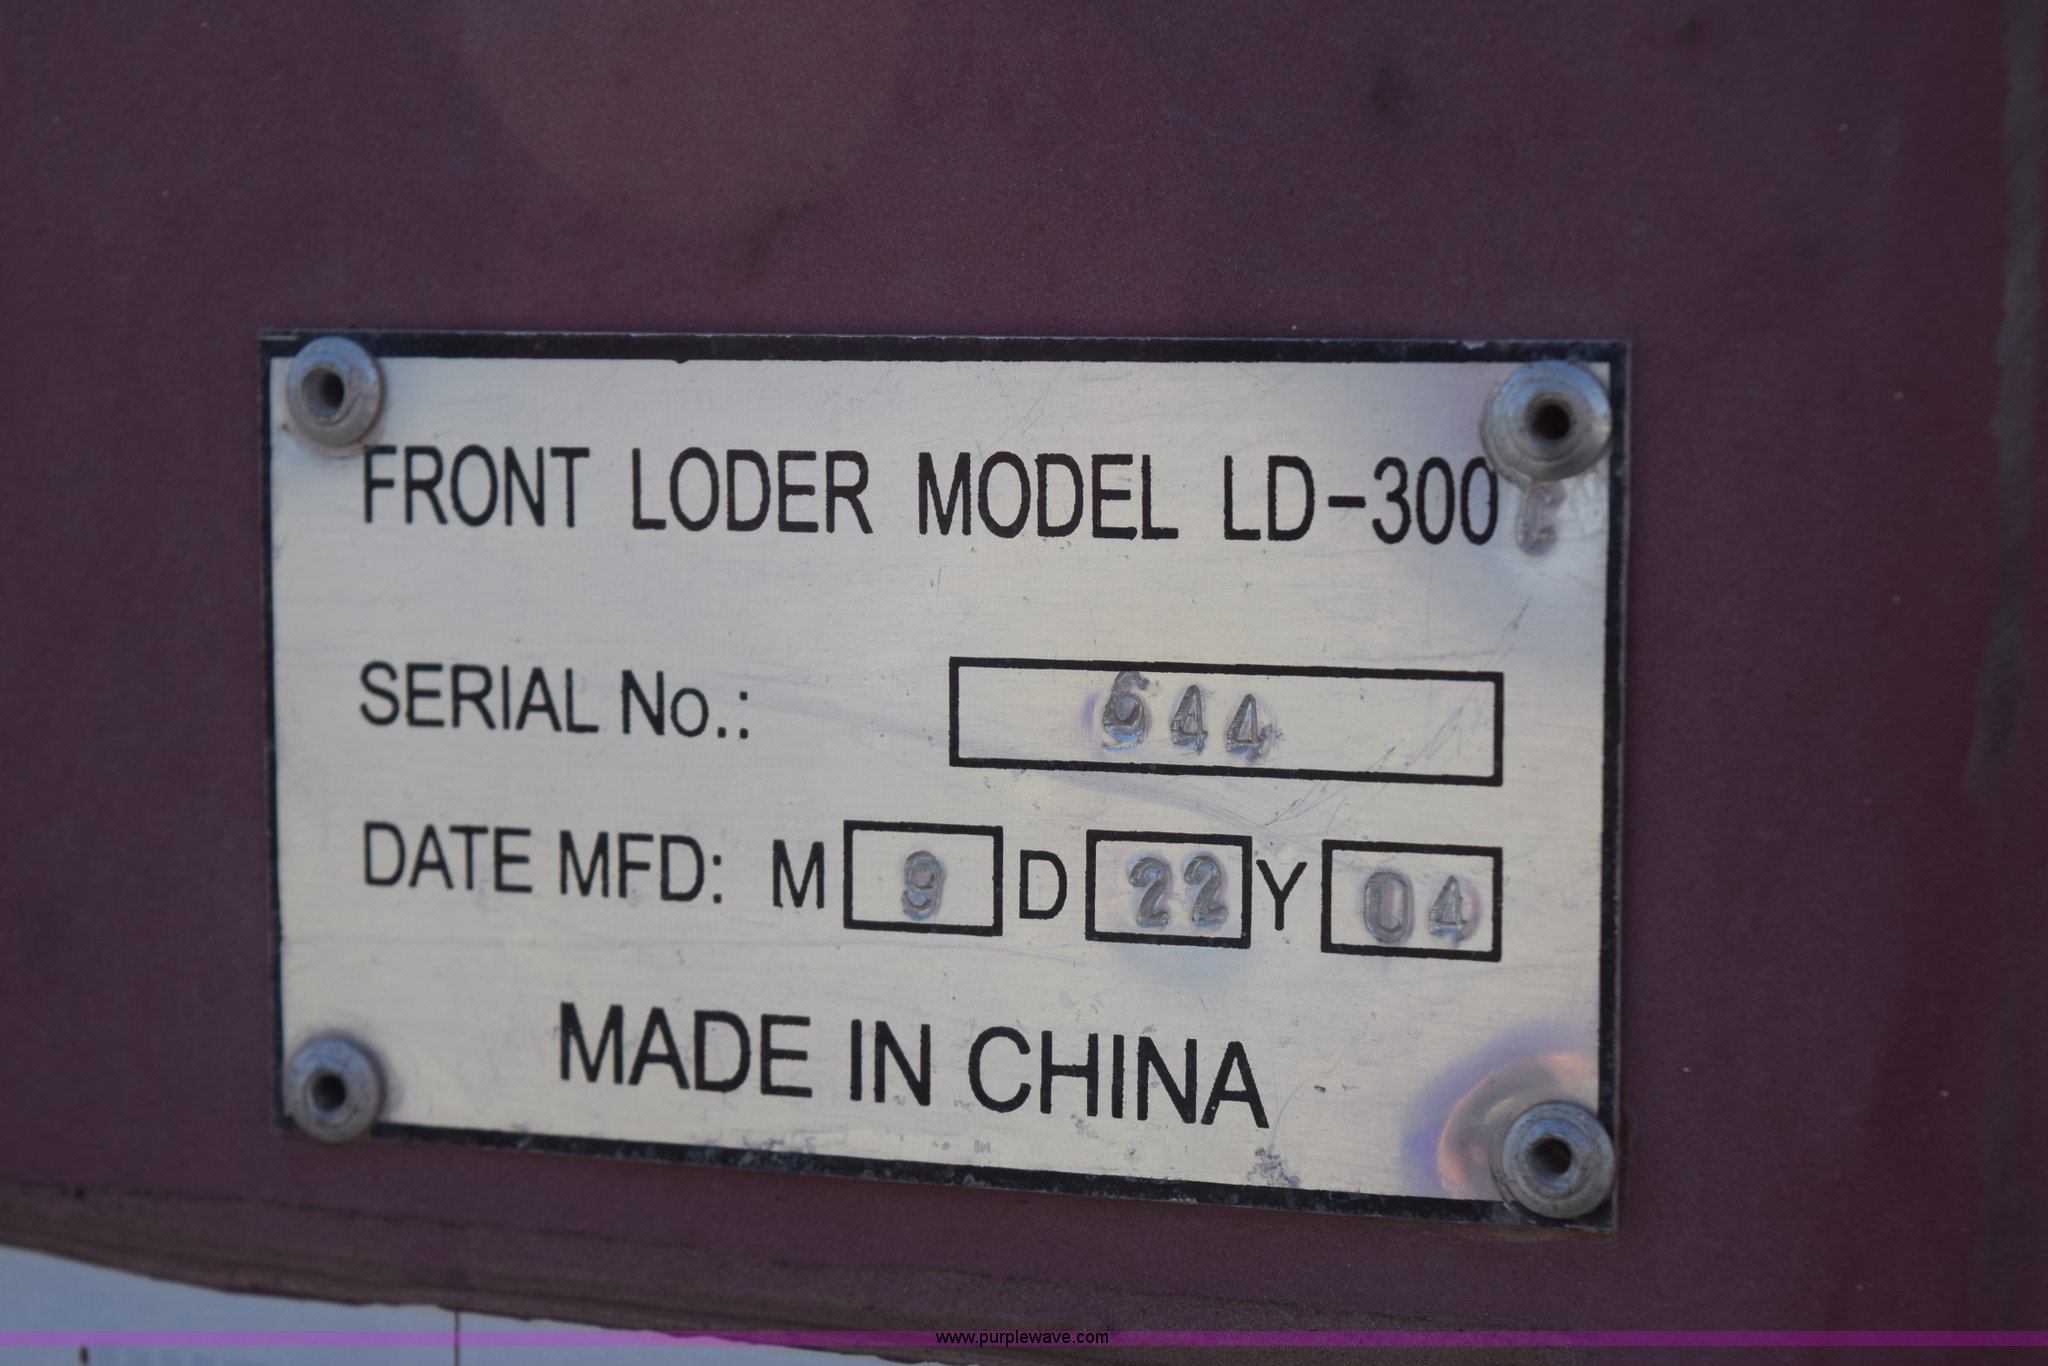 FRONT LODER MODEL LD-300C
SERIAL No.: 644
DATE MFD: M 9 D 22 Y 04
MADE IN CHINA
www.purplewave.com